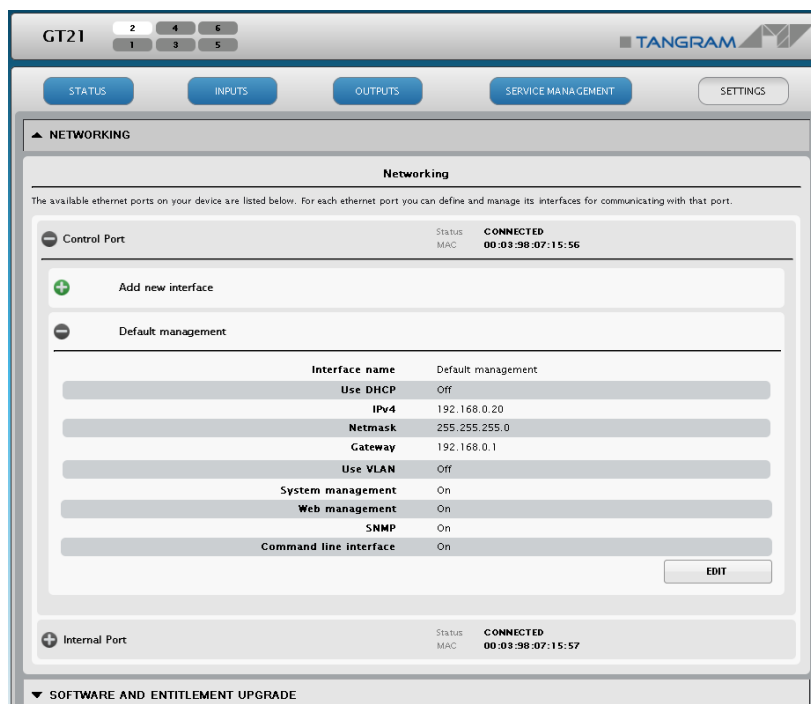 GT21
2 4 6
1 3 5
TANGRAM
STATUS INPUTS OUTPUTS SERVICE MANAGEMENT SETTINGS
NETWORKING
Networking
The available ethernet ports on your device are listed below. For each ethernet port you can define and manage its interfaces for communicating with that port.
Control Port Status CONNECTED
MAC 00:03:98:07:15:56
Add new interface
Default management
Interface name Default management
Use DHCP Off
IPv4 192.168.0.20
Netmask 255.255.255.0
Gateway 192.168.0.1
Use VLAN Off
System management On
Web management On
SNMP On
Command line interface On
EDIT
Internal Port Status CONNECTED
MAC 00:03:98:07:15:57
SOFTWARE AND ENTITLEMENT UPGRADE